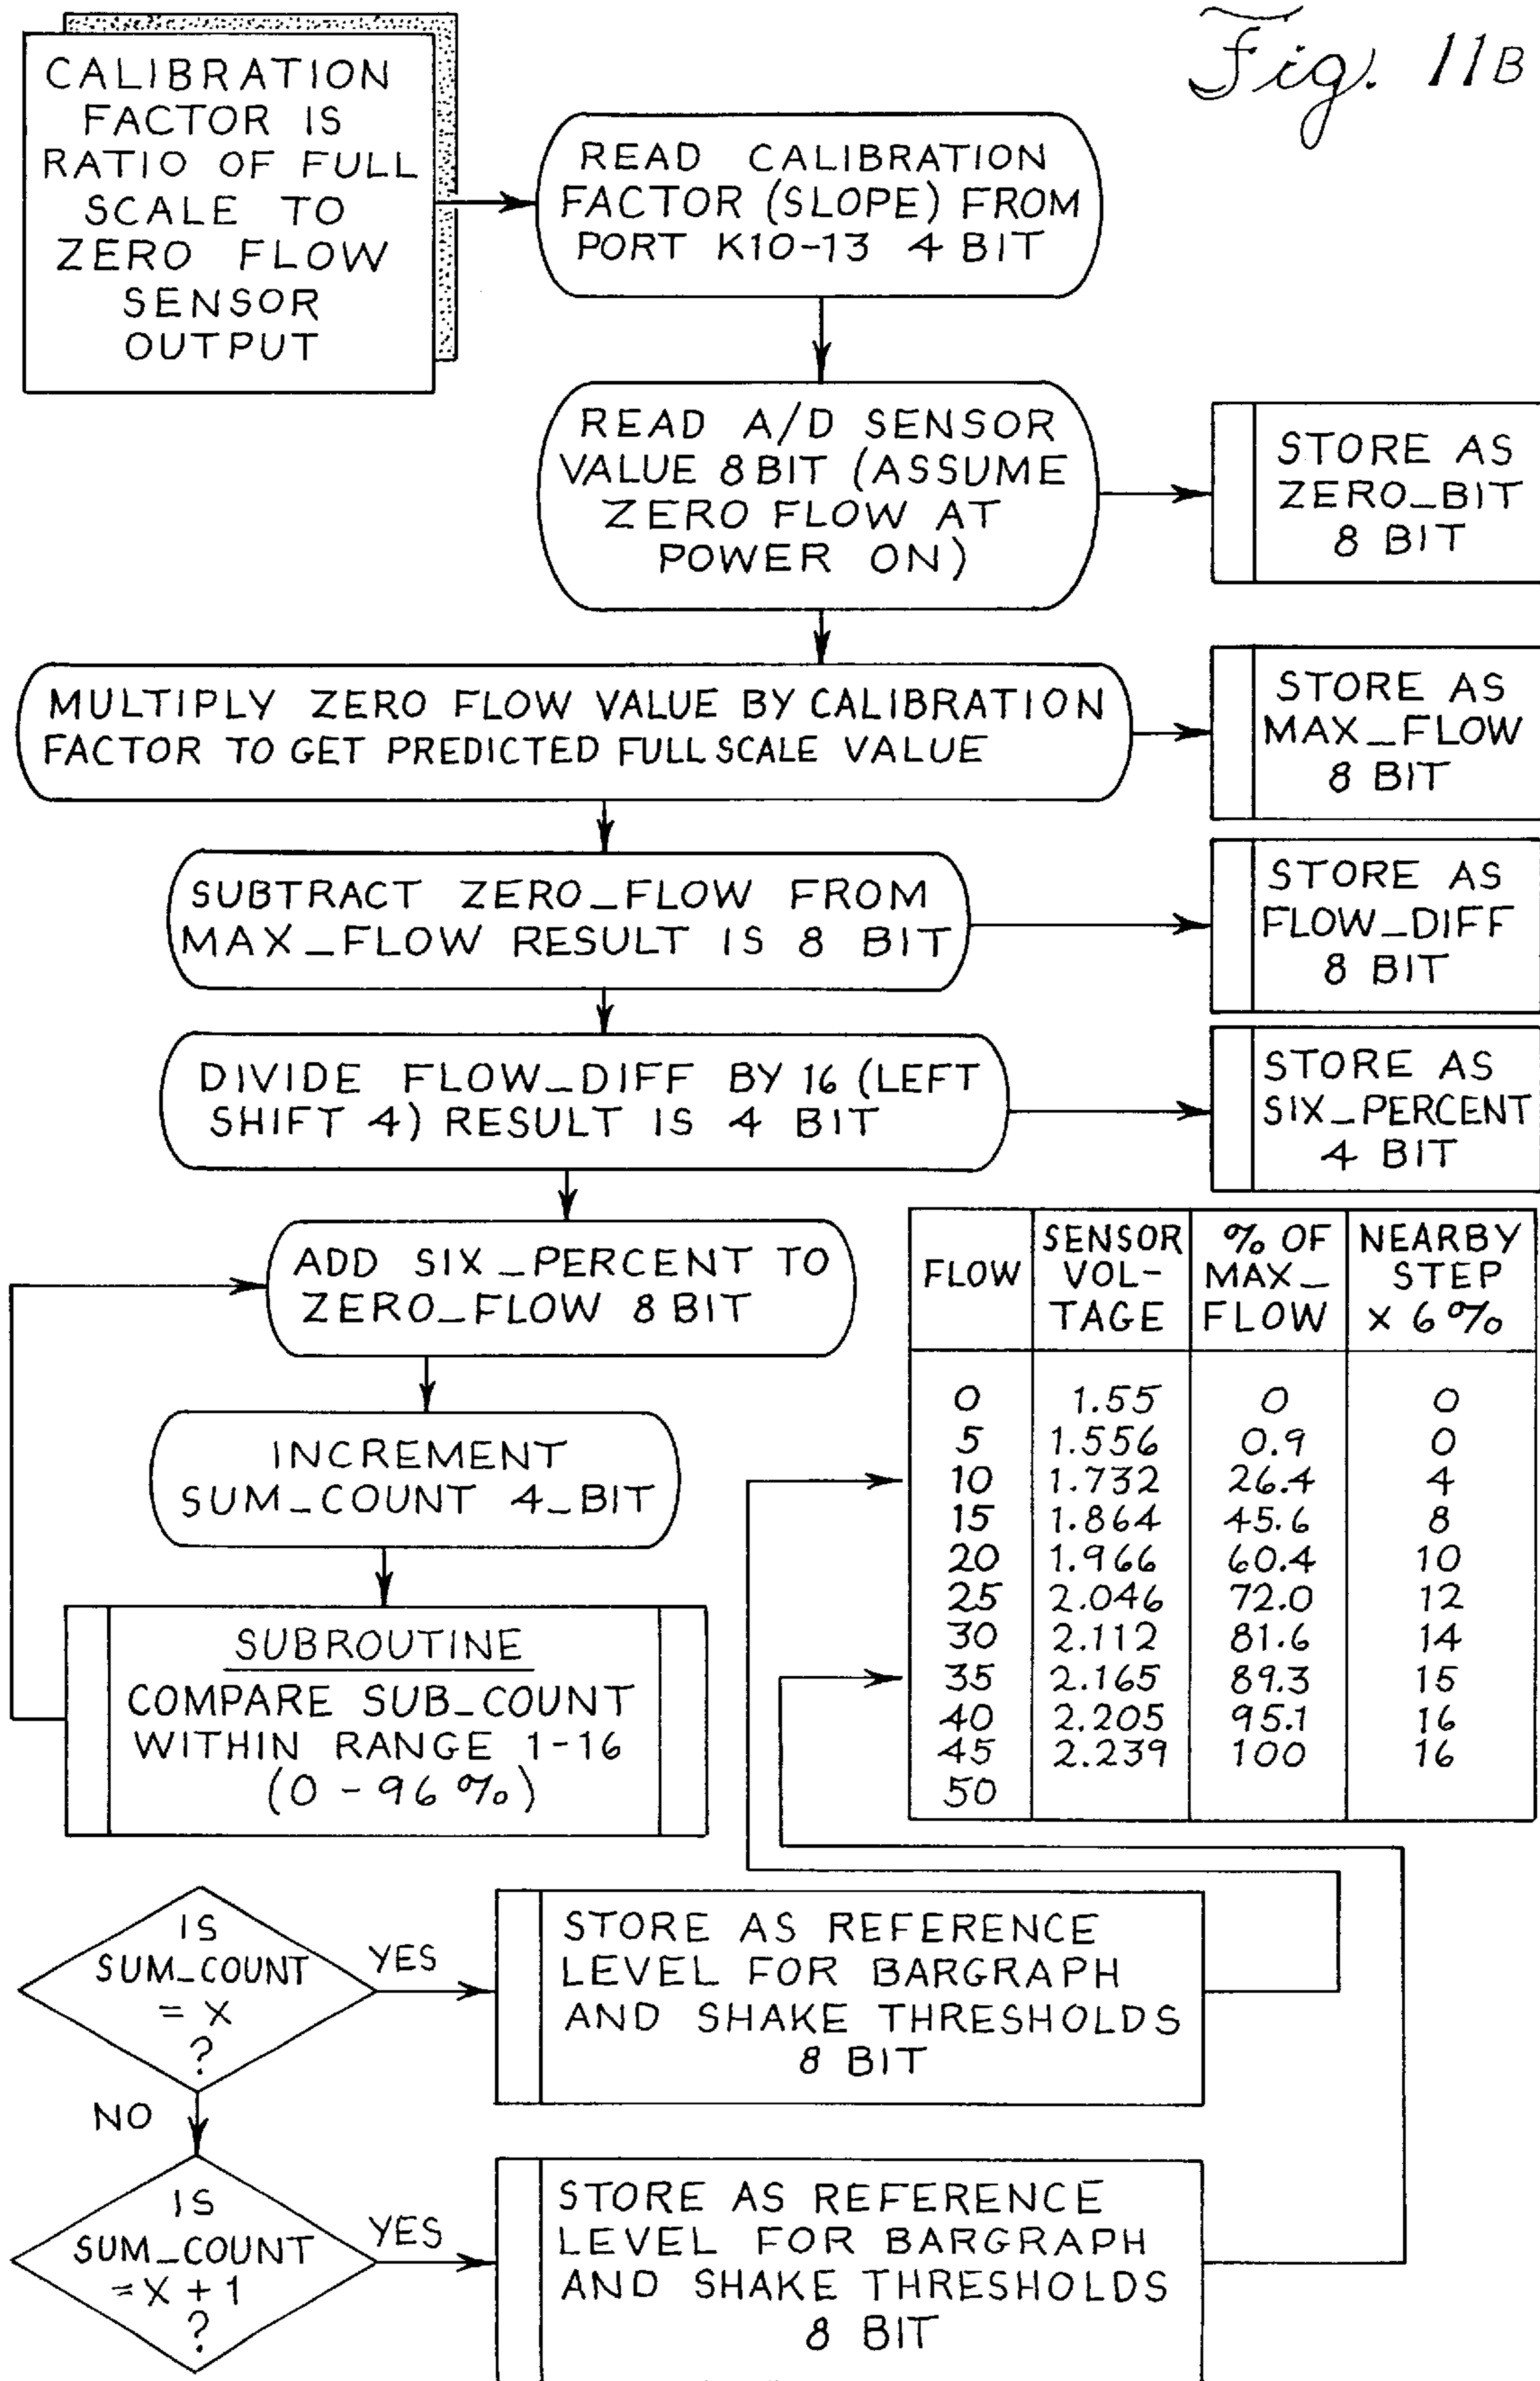 Fig. 11B
CALIBRATION
FACTOR IS
RATIO OF FULL
SCALE TO
ZERO FLOW
SENSOR
OUTPUT
READ CALIBRATION
FACTOR (SLOPE) FROM
PORT K10-13 4 BIT
READ A/D SENSOR
VALUE 8 BIT (ASSUME
ZERO FLOW AT
POWER ON)
STORE AS
ZERO_BIT
8 BIT
MULTIPLY ZERO FLOW VALUE BY CALIBRATION
FACTOR TO GET PREDICTED FULL SCALE VALUE
STORE AS
MAX_FLOW
8 BIT
SUBTRACT ZERO_FLOW FROM
MAX_FLOW RESULT IS 8 BIT
STORE AS
FLOW_DIFF
8 BIT
DIVIDE FLOW_DIFF BY 16 (LEFT
SHIFT 4) RESULT IS 4 BIT
STORE AS
SIX_PERCENT
4 BIT
ADD SIX_PERCENT TO
ZERO_FLOW 8 BIT
INCREMENT
SUM_COUNT 4_BIT
SUBROUTINE
COMPARE SUB_COUNT
WITHIN RANGE 1-16
(0 - 96 %)
FLOW
SENSOR
VOL-
TAGE
% OF
MAX_
FLOW
NEARBY
STEP
x 6 %
0 1.55 0 0
5 1.556 0.9 0
10 1.732 26.4 4
15 1.864 45.6 8
20 1.966 60.4 10
25 2.046 72.0 12
30 2.112 81.6 14
35 2.165 89.3 15
40 2.205 95.1 16
45 2.239 100 16
50
IS
SUM_COUNT
= X
?
YES
STORE AS REFERENCE
LEVEL FOR BARGRAPH
AND SHAKE THRESHOLDS
8 BIT
NO
IS
SUM_COUNT
= X + 1
?
YES
STORE AS REFERENCE
LEVEL FOR BARGRAPH
AND SHAKE THRESHOLDS
8 BIT